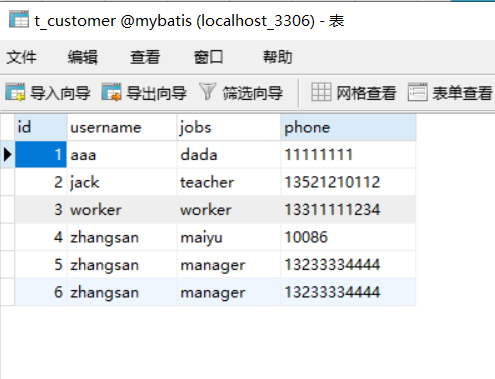 t_customer @mybatis (localhost_3306) - 表
文件 编辑 查看 窗口 帮助
导入向导 导出向导 筛选向导 网格查看 表单查看
id username jobs phone
1 aaa dada 11111111
2 jack teacher 13521210112
3 worker worker 13311111234
4 zhangsan maiyu 10086
5 zhangsan manager 13233334444
6 zhangsan manager 13233334444